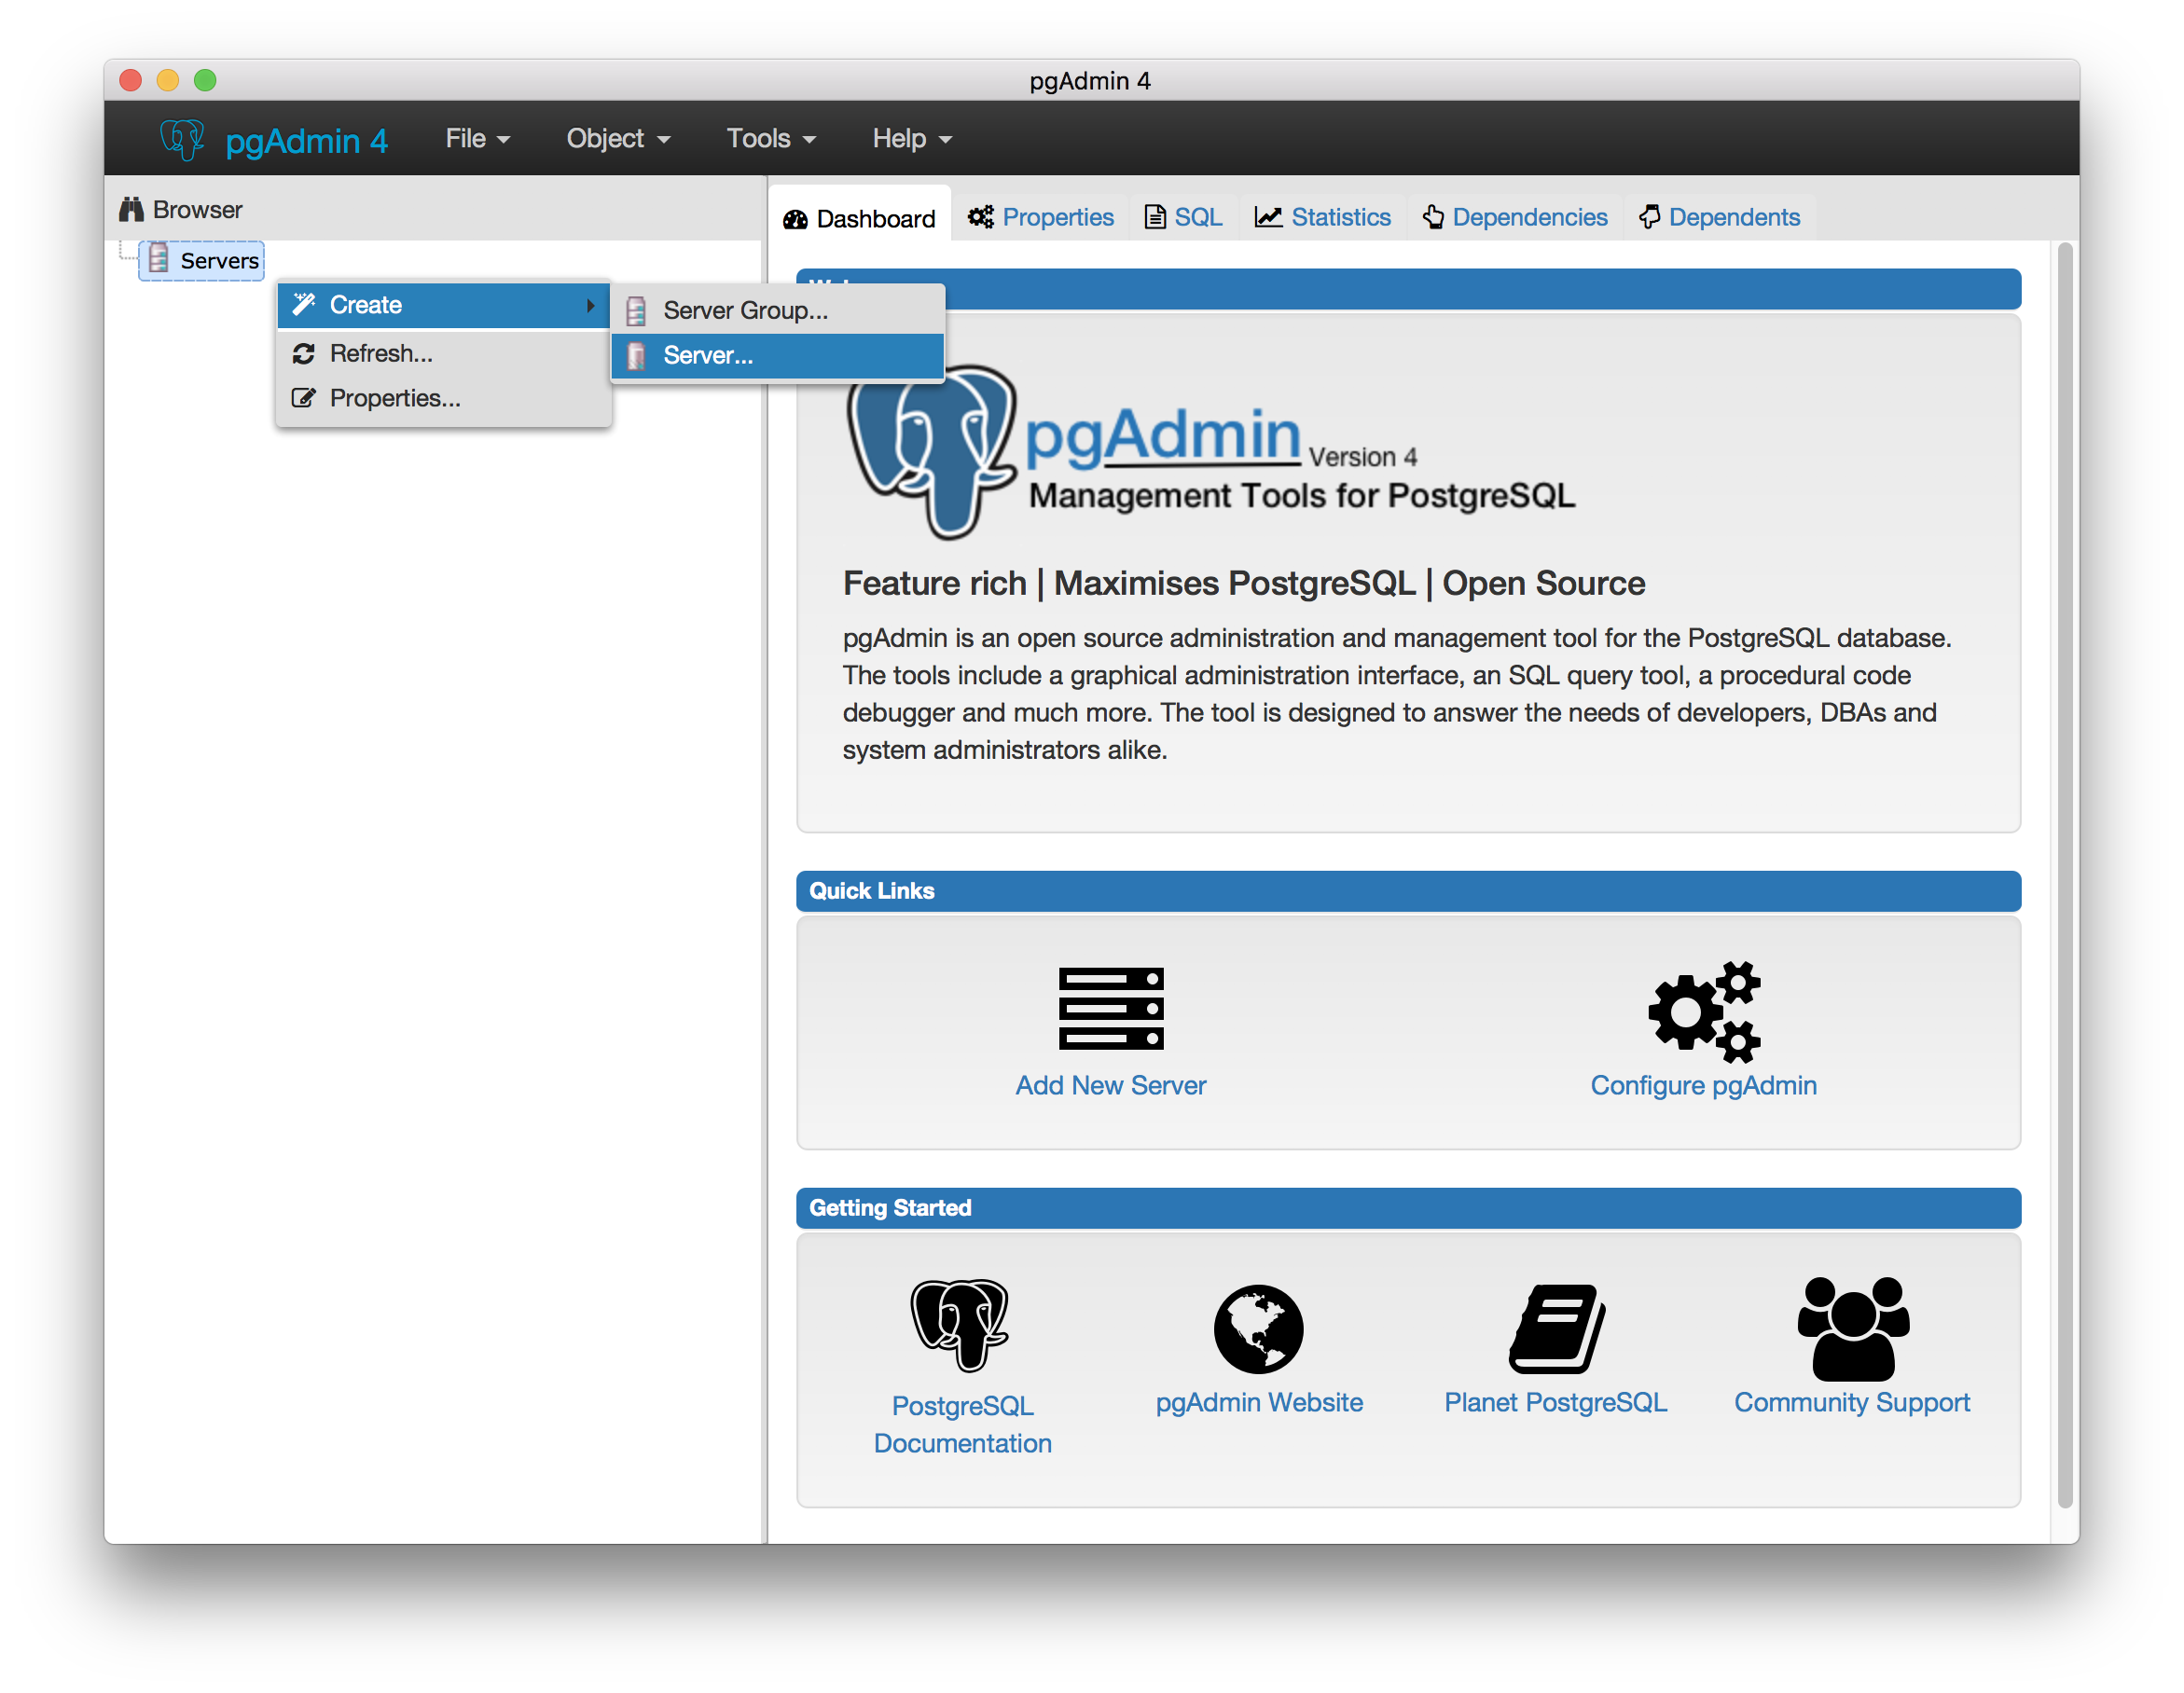 pgAdmin 4
pgAdmin 4 File Object Tools Help
Browser
Dashboard Properties SQL Statistics Dependencies Dependents
Servers
Create
Refresh...
Properties...
Server Group...
Server...
pgAdmin Version 4
Management Tools for PostgreSQL
Feature rich | Maximises PostgreSQL | Open Source
pgAdmin is an open source administration and management tool for the PostgreSQL database.
The tools include a graphical administration interface, an SQL query tool, a procedural code
debugger and much more. The tool is designed to answer the needs of developers, DBAs and
system administrators alike.
Quick Links
Add New Server
Configure pgAdmin
Getting Started
PostgreSQL
Documentation
pgAdmin Website
Planet PostgreSQL
Community Support